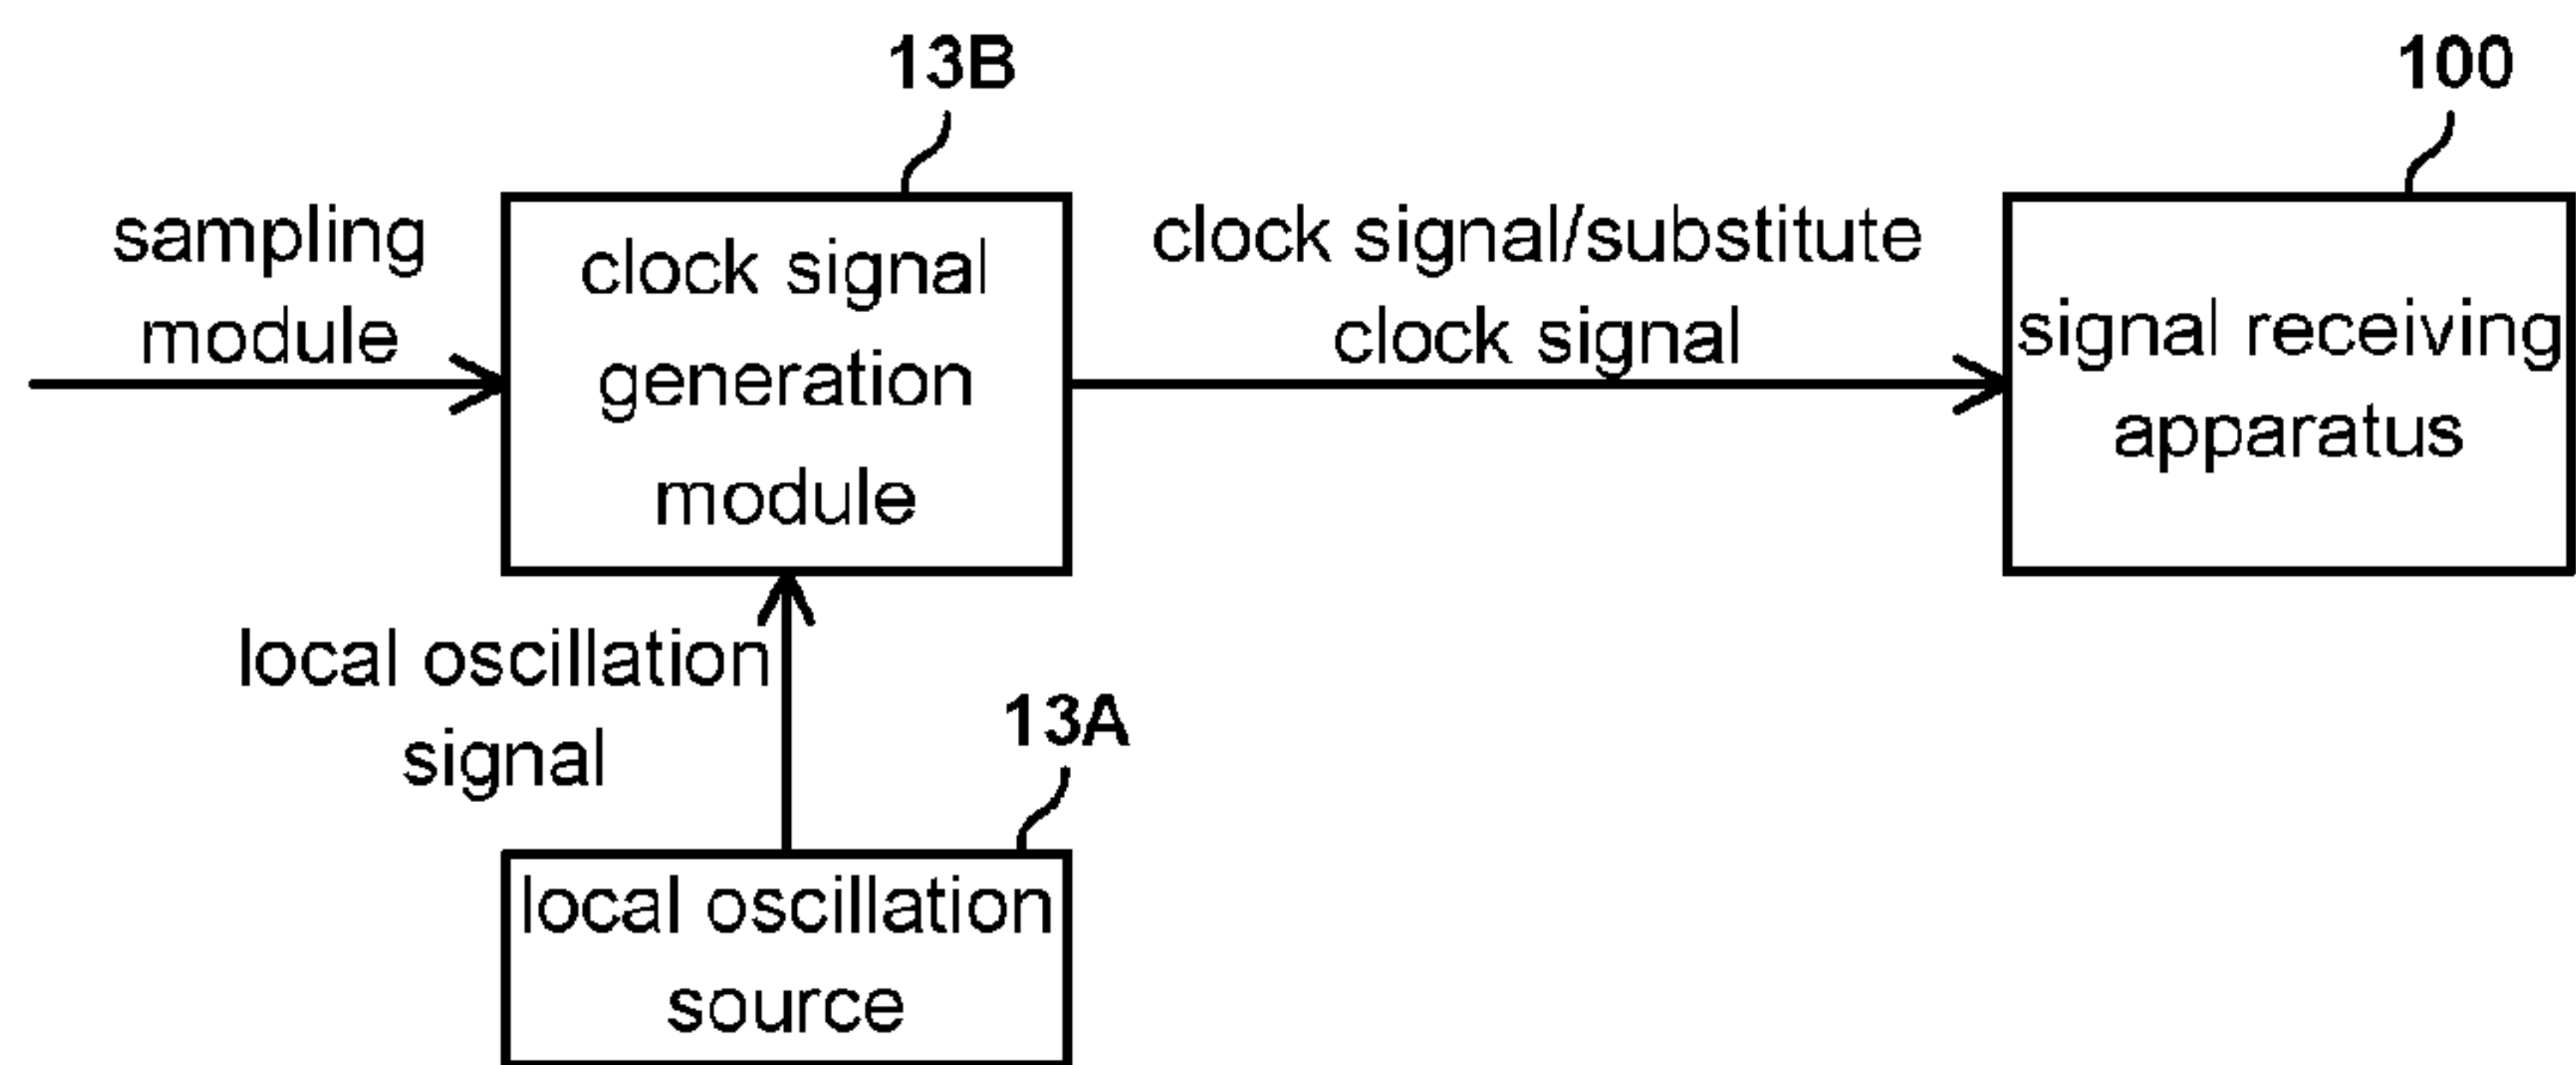 13B
100
sampling
module
clock signal
generation
module
clock signal/substitute
clock signal
signal receiving
apparatus
local oscillation
signal
13A
local oscillation
source